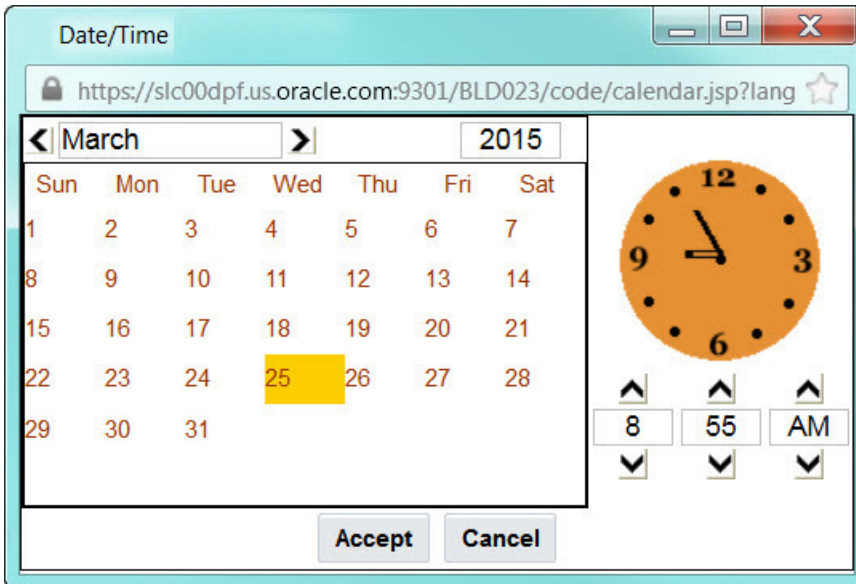 Date/Time
https://slc00dpf.us.oracle.com:9301/BLD023/code/calendar.jsp?lang
March 2015
Sun Mon Tue Wed Thu Fri Sat
1 2 3 4 5 6 7
8 9 10 11 12 13 14
15 16 17 18 19 20 21
22 23 24 25 26 27 28
29 30 31
12
9 3
6
8 55 AM
Accept Cancel